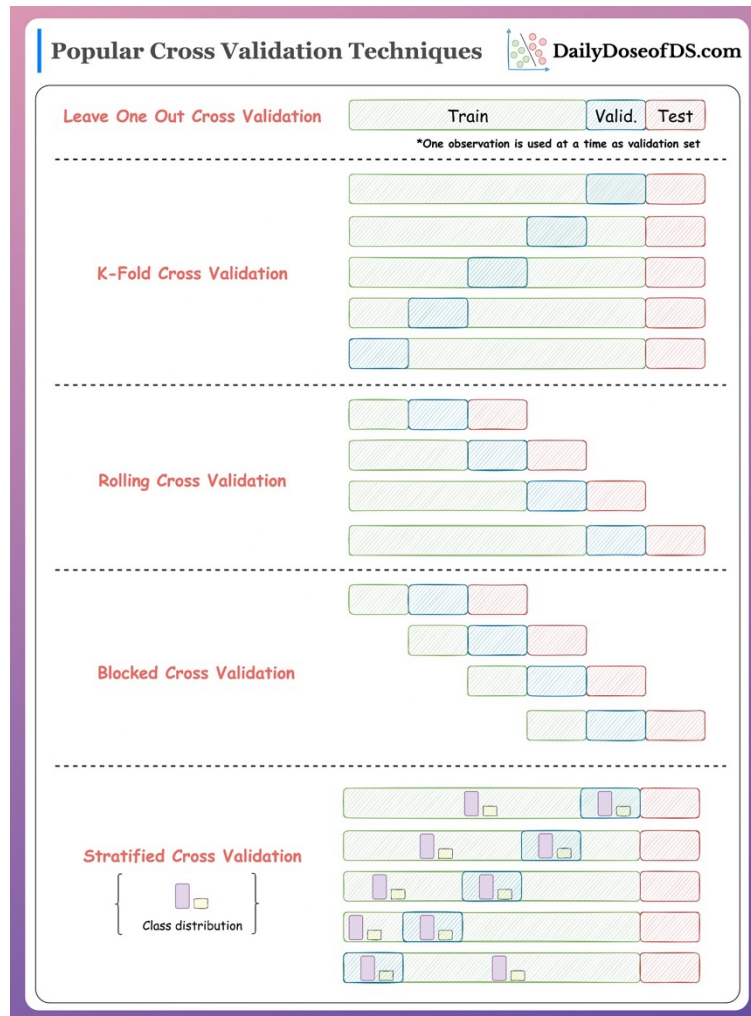 Popular Cross Validation Techniques
DailyDoseofDS.com
Leave One Out Cross Validation
Train
Valid.
Test
*One observation is used at a time as validation set
K-Fold Cross Validation
Rolling Cross Validation
Blocked Cross Validation
Stratified Cross Validation
Class distribution